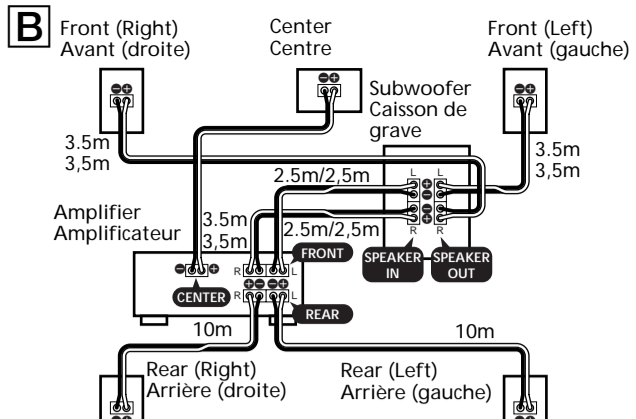 B
Front (Right)
Avant (droite)
Center
Centre
Front (Left)
Avant (gauche)
Subwoofer
Caisson de
grave
3.5m
3,5m
3.5m
3,5m
L L
2.5m/2,5m
Amplifier
Amplificateur
3.5m
3,5m
2.5m/2,5m
R R
SPEAKER
IN
SPEAKER
OUT
FRONT
R L
CENTER
R L
REAR
10m
10m
Rear (Right)
Arrière (droite)
Rear (Left)
Arrière (gauche)